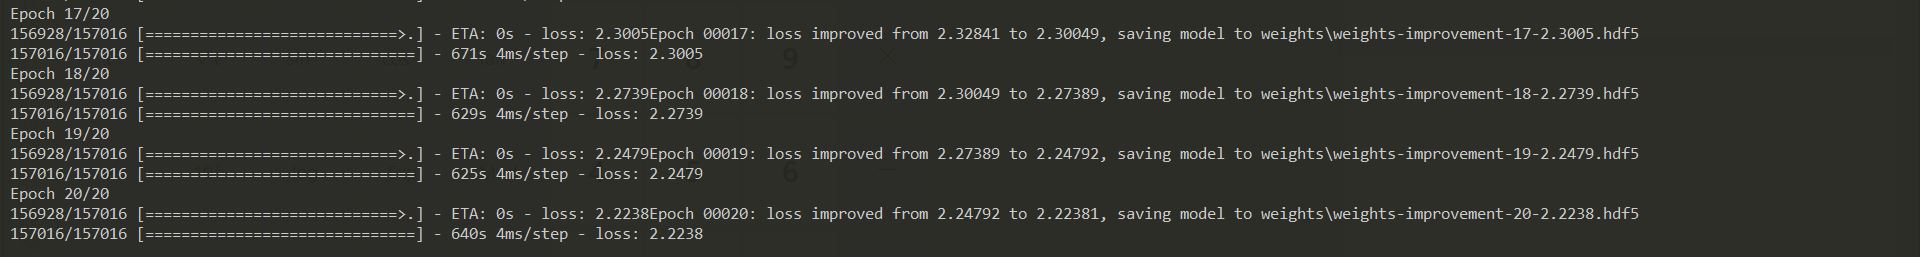 Epoch 17/20
156928/157016 [============================>.] - ETA: 0s - loss: 2.3005Epoch 00017: loss improved from 2.32841 to 2.30049, saving model to weights\weights-improvement-17-2.3005.hdf5
157016/157016 [==============================] - 671s 4ms/step - loss: 2.3005
Epoch 18/20
156928/157016 [============================>.] - ETA: 0s - loss: 2.2739Epoch 00018: loss improved from 2.30049 to 2.27389, saving model to weights\weights-improvement-18-2.2739.hdf5
157016/157016 [==============================] - 629s 4ms/step - loss: 2.2739
Epoch 19/20
156928/157016 [============================>.] - ETA: 0s - loss: 2.2479Epoch 00019: loss improved from 2.27389 to 2.24792, saving model to weights\weights-improvement-19-2.2479.hdf5
157016/157016 [==============================] - 625s 4ms/step - loss: 2.2479
Epoch 20/20
156928/157016 [============================>.] - ETA: 0s - loss: 2.2238Epoch 00020: loss improved from 2.24792 to 2.22381, saving model to weights\weights-improvement-20-2.2238.hdf5
157016/157016 [==============================] - 640s 4ms/step - loss: 2.2238